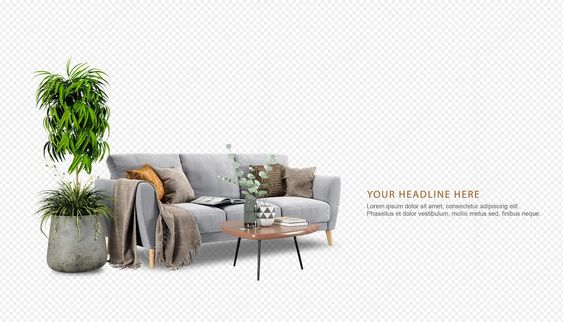 YOUR HEADLINE HERE
Lorem ipsum dolor sit amet, consectetur adipiscing elit.
Phasellus et dolor vestibulum, mollis metus sed, finibus neque.